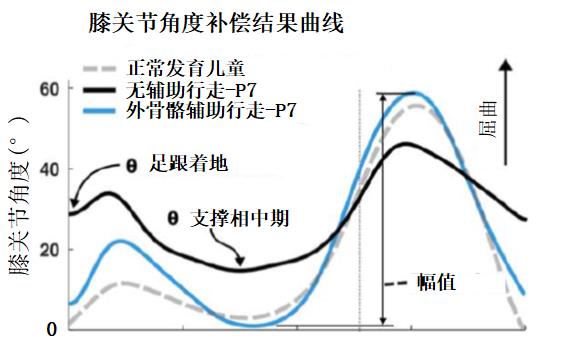 膝关节角度补偿结果曲线
正常发育儿童
无辅助行走-P7
外骨骼辅助行走-P7
屈曲
膝关节角度(°)
60
40
20
0
θ 足跟着地
θ 支撑相中期
幅值